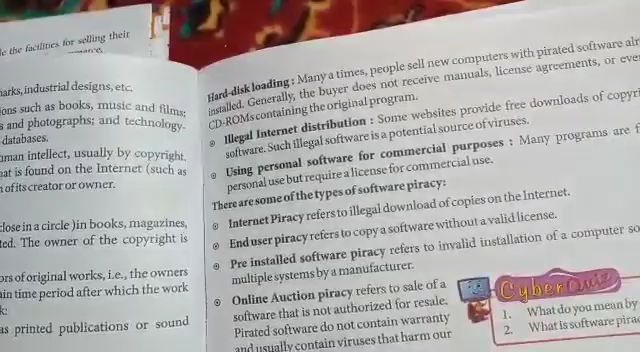 le the facilities for selling their
arks, industrial designs, etc.
ons such as books, music and films;
s and photographs; and technology.
databases.
uman intellect, usually by copyright,
hat is found on the Internet (such as
n of its creator or owner.
close in a circle )in books, magazines,
ted. The owner of the copyright is
ors of original works, i.e., the owners
ain time period after which the work
k:
as printed publications or sound
Hard-disk loading : Many a times, people sell new computers with pirated software alr
installed. Generally, the buyer does not receive manuals, license agreements, or eve
CD-ROMs containing the original program.
Illegal Internet distribution : Some websites provide free downloads of copyri
software. Such illegal software is a potential source of viruses.
Using personal software for commercial purposes : Many programs are f
personal use but require a license for commercial use.
There are some of the types of software piracy:
Internet Piracy refers to illegal download of copies on the Internet.
End user piracy refers to copy a software without a valid license.
Pre installed software piracy refers to invalid installation of a computer so
multiple systems by a manufacturer.
Online Auction piracy refers to sale of a
software that is not authorized for resale.
Pirated software do not contain warranty
and usually contain viruses that harm our
Cyber Quiz
1. What do you mean by
2. What is software pirac